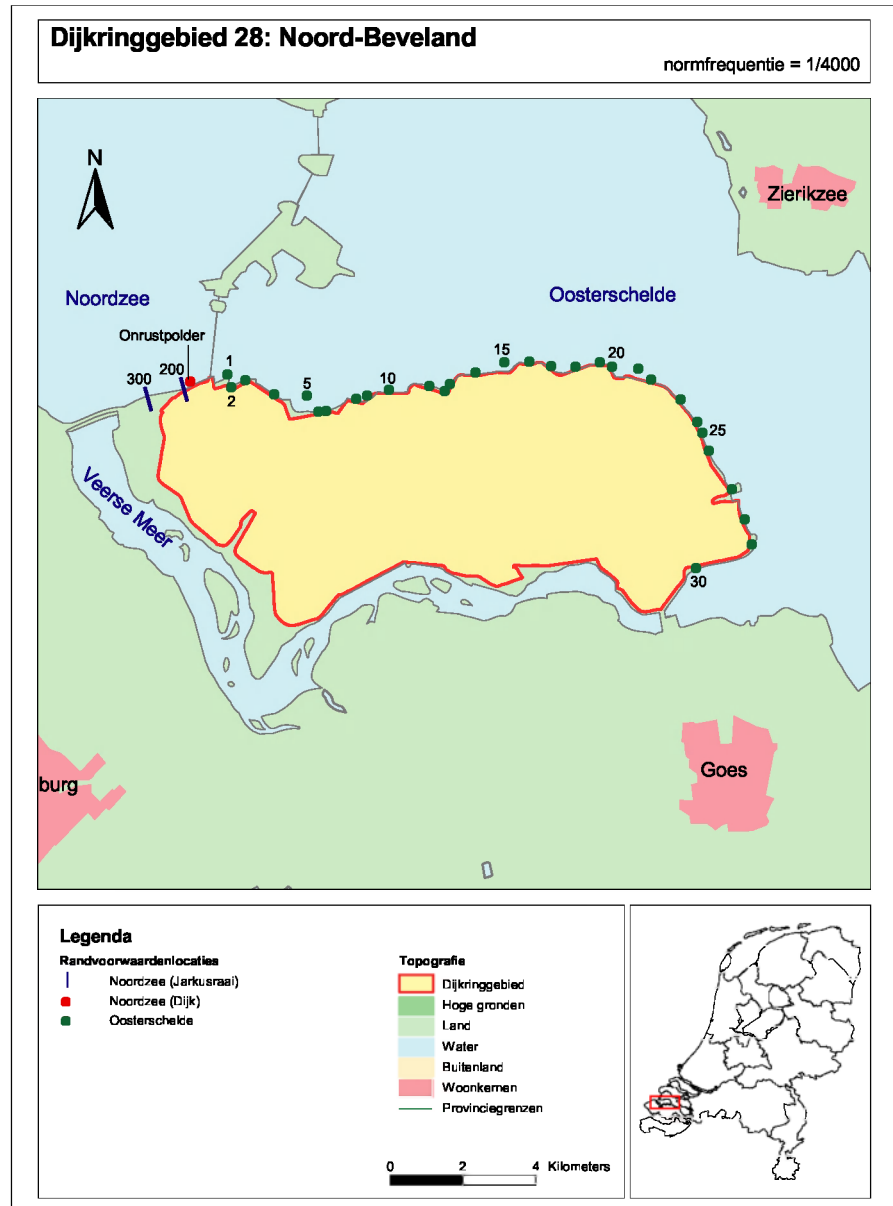 Dijkringgebied 28: Noord-Beveland
normfrequentie = 1/4000
N
Zierikzee
Noordzee
Oosterschelde
Onrustpolder
300
200
1
2
5
10
15
20
25
30
Veerse Meer
burg
Goes
Legenda
Randvoorwaardenlocaties
Noordzee (Jarkusraai)
Noordzee (Dijk)
Oosterschelde
Topografie
Dijkringgebied
Hoge gronden
Land
Water
Buitenland
Woonkernen
Provinciegrenzen
0 2 4 Kilometers